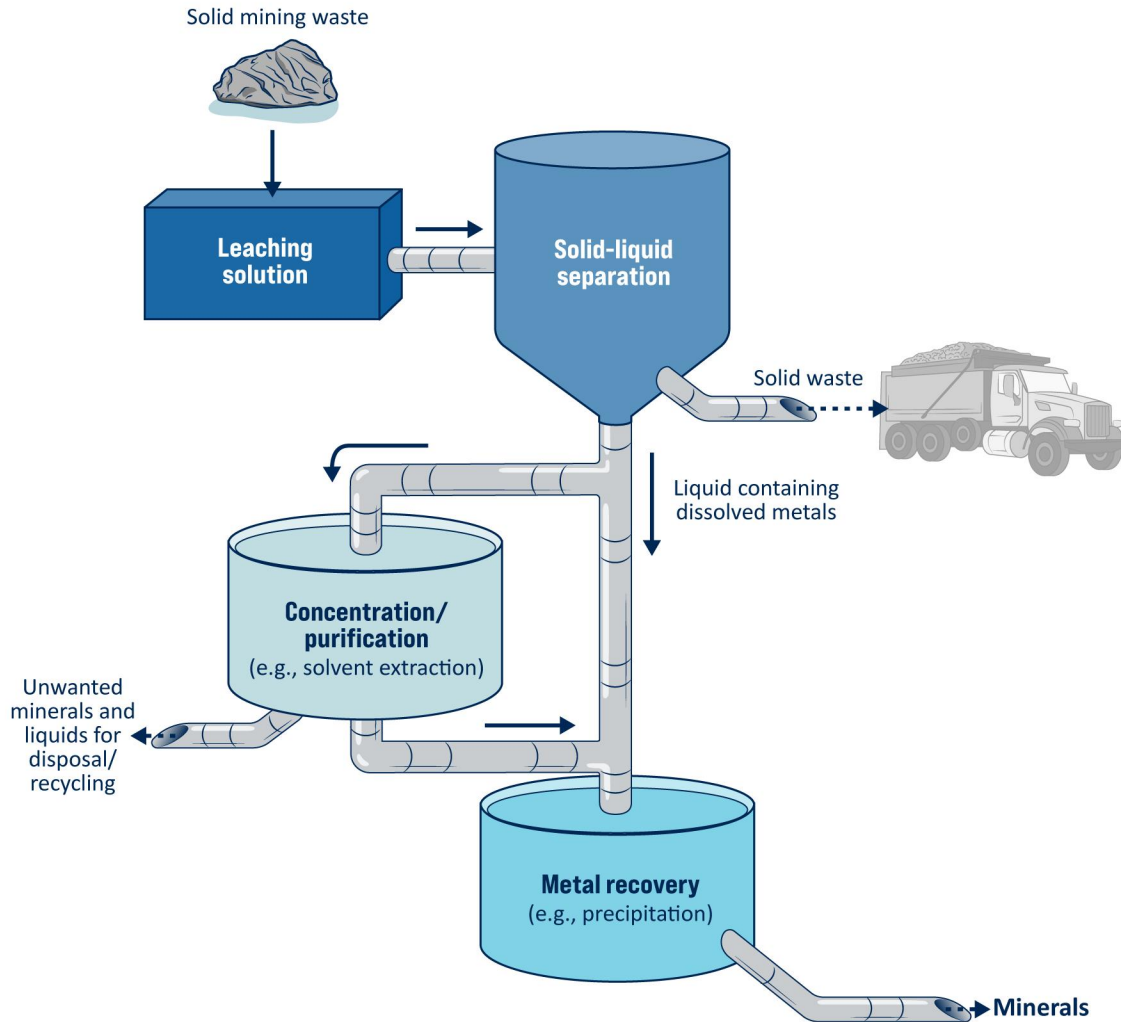 Solid mining waste
Leaching
solution
Solid-liquid
separation
Solid waste
Liquid containing
dissolved metals
Concentration/
purification
(e.g., solvent extraction)
Unwanted
minerals and
liquids for
disposal/
recycling
Metal recovery
(e.g., precipitation)
Minerals